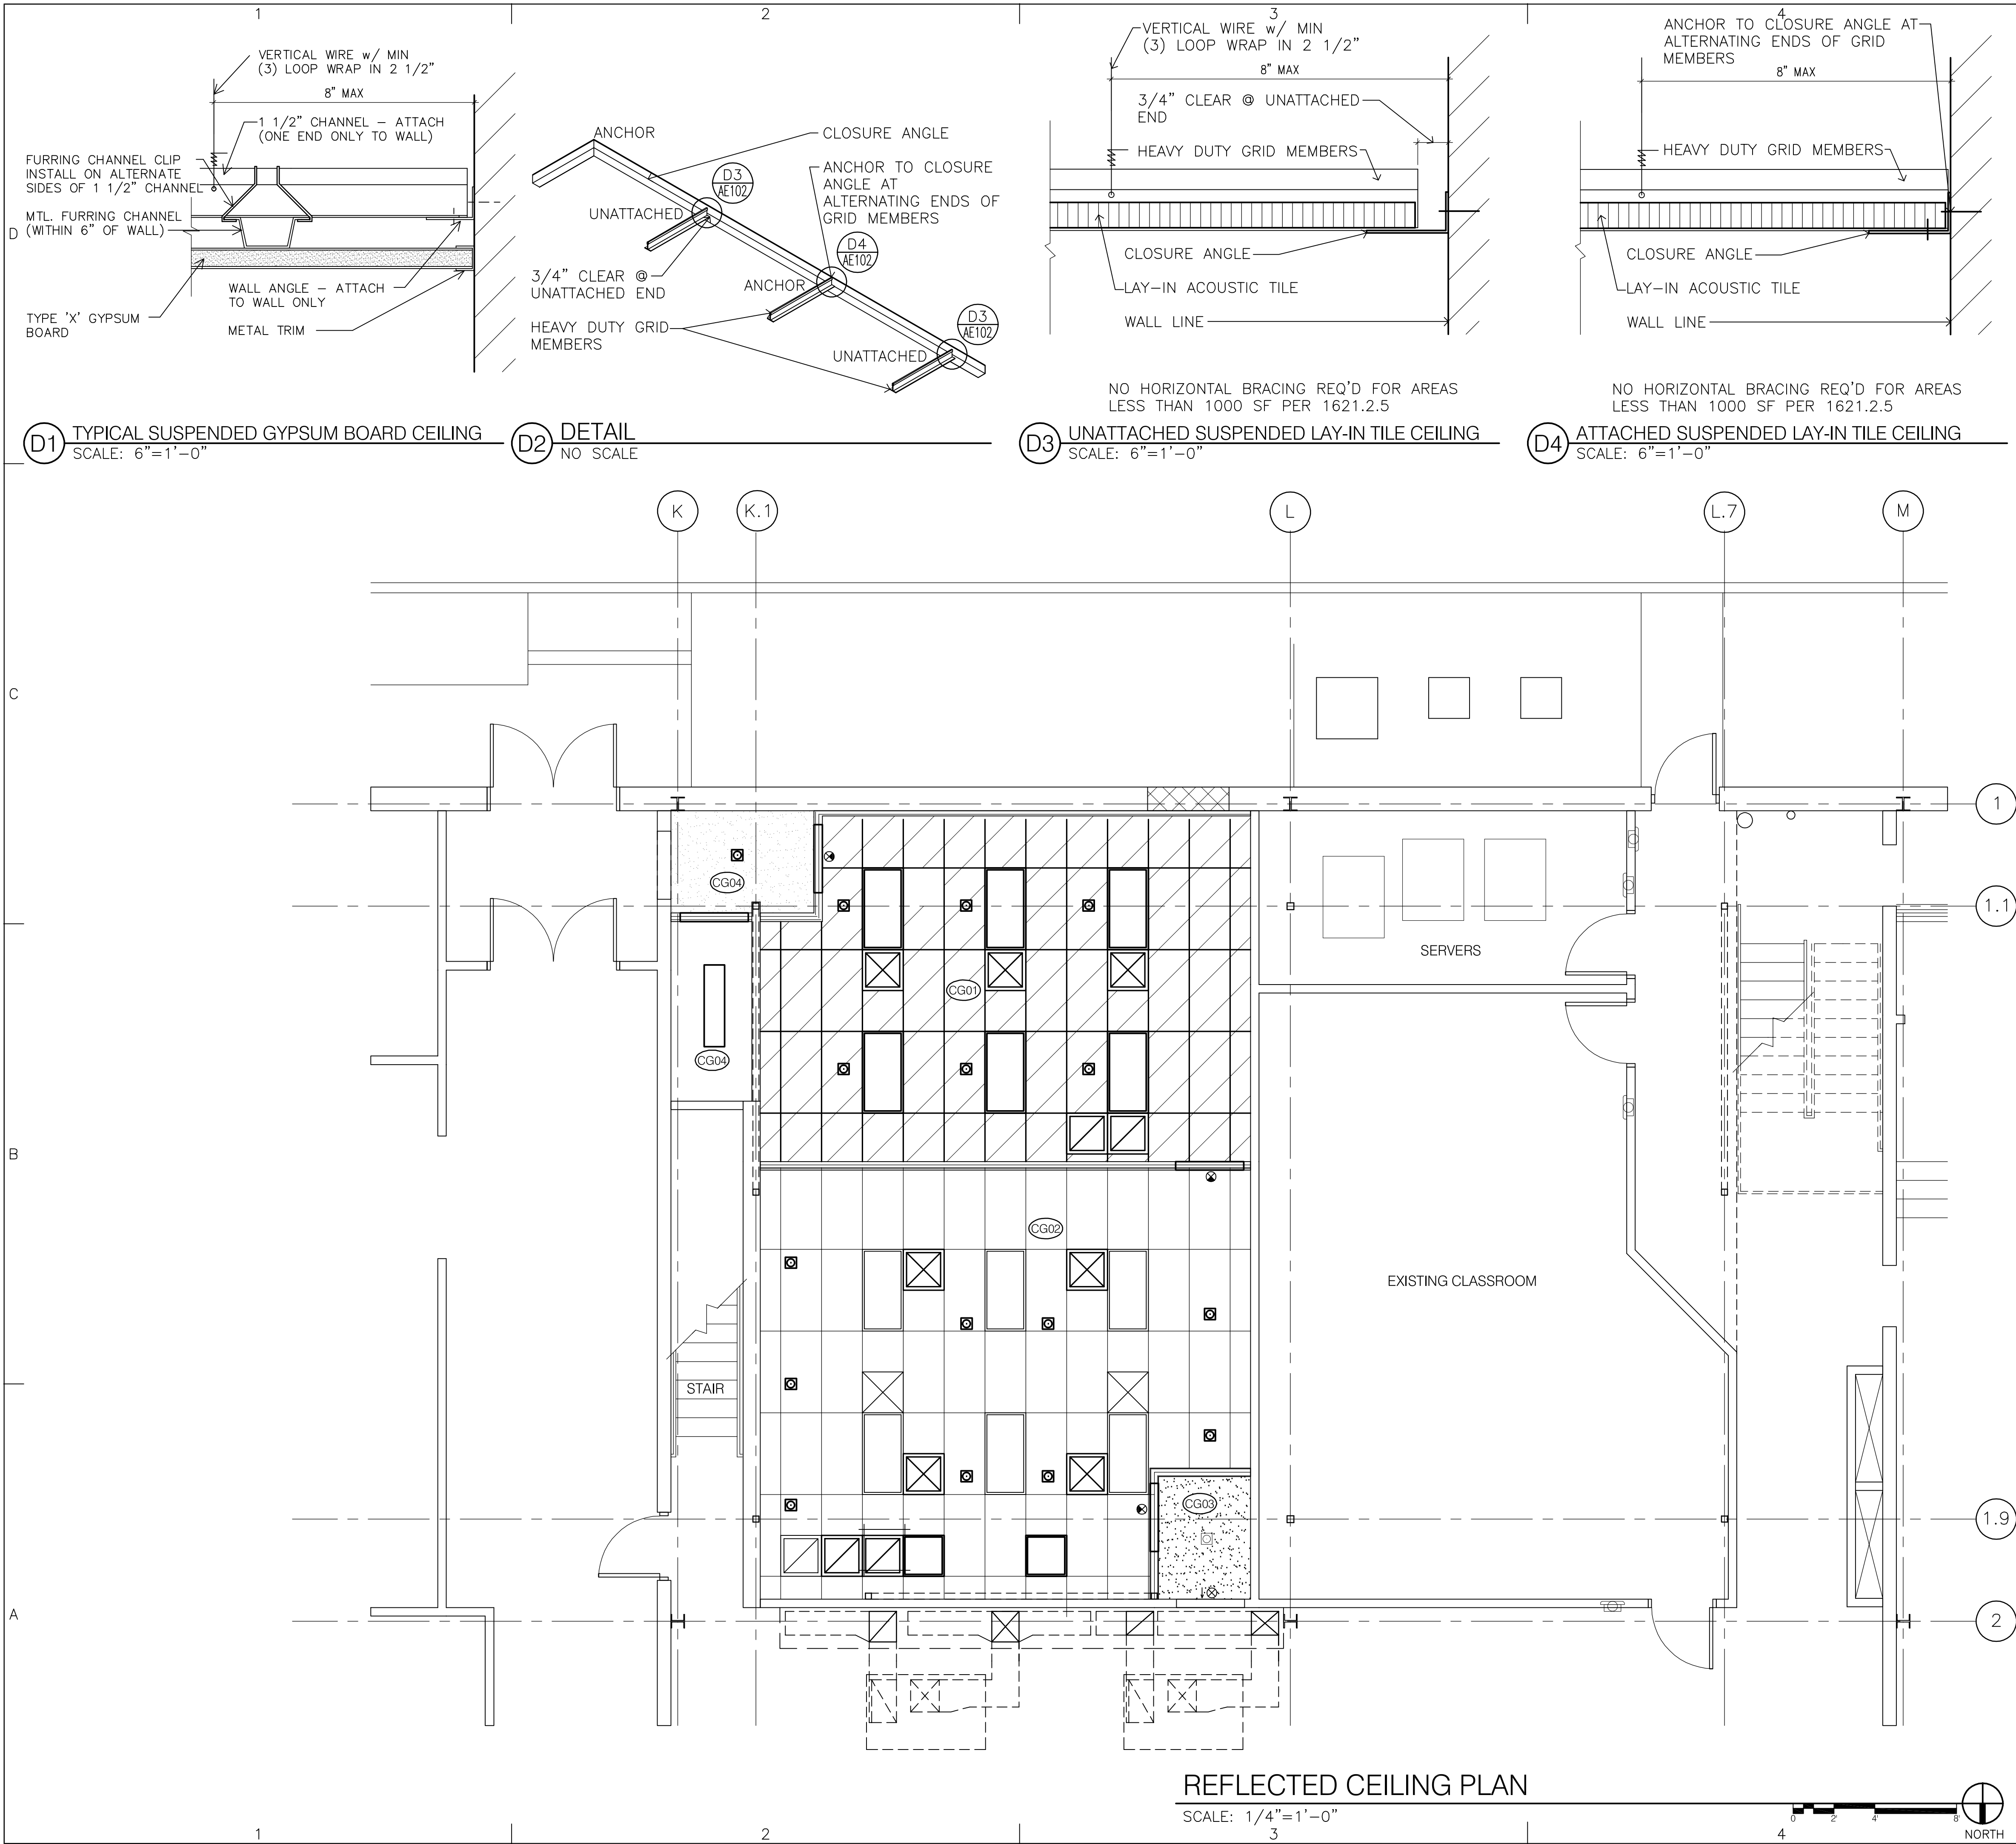 1
2
3
4
VERTICAL WIRE w/ MIN
(3) LOOP WRAP IN 2 1/2"
8" MAX
1 1/2" CHANNEL – ATTACH
(ONE END ONLY TO WALL)
FURRING CHANNEL CLIP
INSTALL ON ALTERNATE
SIDES OF 1 1/2" CHANNEL
MTL. FURRING CHANNEL
(WITHIN 6" OF WALL)
WALL ANGLE – ATTACH
TO WALL ONLY
TYPE 'X' GYPSUM
BOARD
METAL TRIM
D1
TYPICAL SUSPENDED GYPSUM BOARD CEILING
SCALE: 6"=1'-0"
ANCHOR
CLOSURE ANGLE
D3
AE102
ANCHOR TO CLOSURE
ANGLE AT
ALTERNATING ENDS OF
GRID MEMBERS
UNATTACHED
D4
AE102
3/4" CLEAR @
UNATTACHED END
ANCHOR
HEAVY DUTY GRID
MEMBERS
D3
AE102
UNATTACHED
D2
DETAIL
NO SCALE
VERTICAL WIRE w/ MIN
(3) LOOP WRAP IN 2 1/2"
8" MAX
3/4" CLEAR @ UNATTACHED
END
HEAVY DUTY GRID MEMBERS
CLOSURE ANGLE
LAY-IN ACOUSTIC TILE
WALL LINE
NO HORIZONTAL BRACING REQ'D FOR AREAS
LESS THAN 1000 SF PER 1621.2.5
D3
UNATTACHED SUSPENDED LAY-IN TILE CEILING
SCALE: 6"=1'-0"
ANCHOR TO CLOSURE ANGLE AT
ALTERNATING ENDS OF GRID
MEMBERS
8" MAX
HEAVY DUTY GRID MEMBERS
CLOSURE ANGLE
LAY-IN ACOUSTIC TILE
WALL LINE
NO HORIZONTAL BRACING REQ'D FOR AREAS
LESS THAN 1000 SF PER 1621.2.5
D4
ATTACHED SUSPENDED LAY-IN TILE CEILING
SCALE: 6"=1'-0"
D
C
B
A
K
K.1
L
L.7
M
1
1.1
1.9
2
CG04
CG04
CG01
SERVERS
CG02
EXISTING CLASSROOM
STAIR
CG03
REFLECTED CEILING PLAN
SCALE: 1/4"=1'-0"
0 2' 4' 8'
NORTH
1
2
3
4